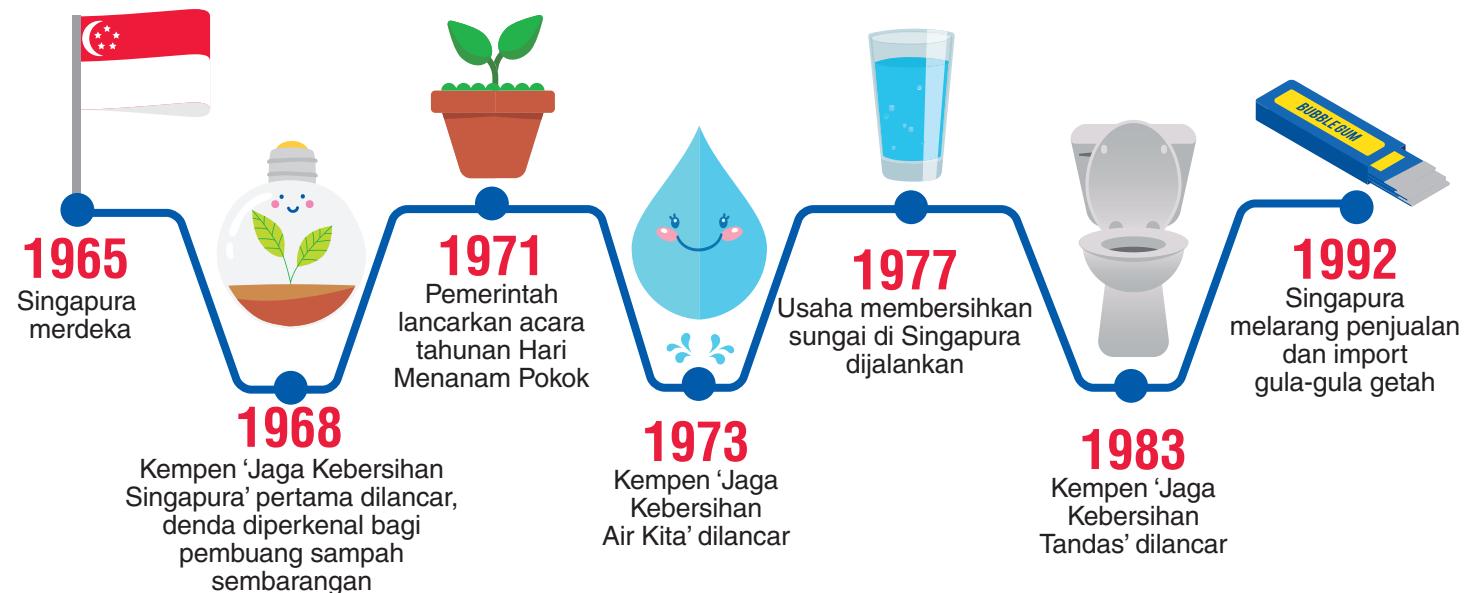 1965
Singapura
merdeka
1968
Kempen ‘Jaga Kebersihan
Singapura’ pertama dilancar,
denda diperkenal bagi
pembuang sampah
sembarangan
1971
Pemerintah
lancarkan acara
tahunan Hari
Menanam Pokok
1973
Kempen ‘Jaga
Kebersihan
Air Kita’ dilancar
1977
Usaha membersihkan
sungai di Singapura
dijalankan
1983
Kempen ‘Jaga
Kebersihan
Tandas’ dilancar
BUBBLEGUM
1992
Singapura
melarang penjualan
dan import
gula-gula getah